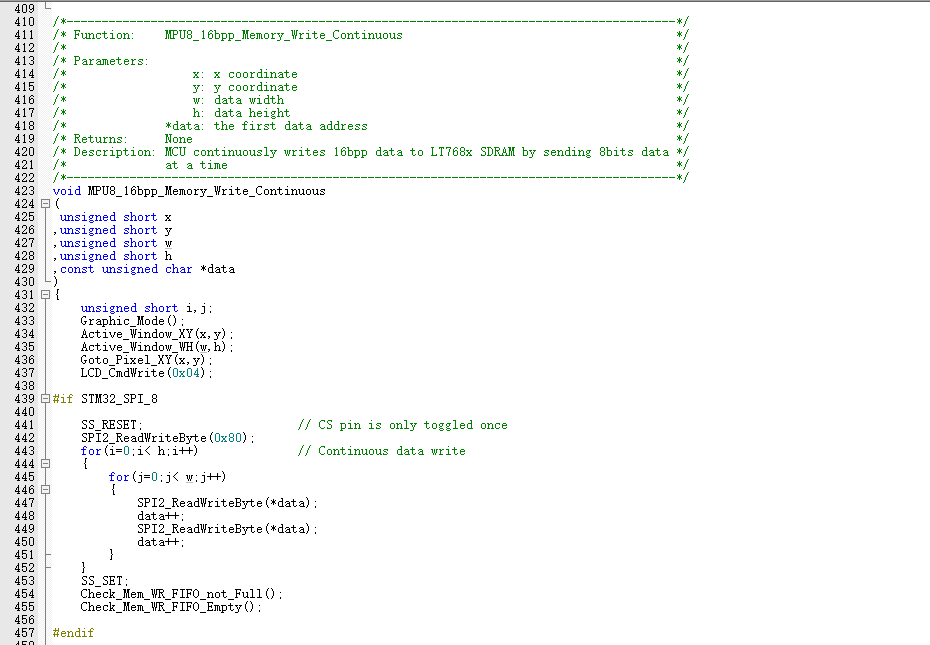 409
410 /*---------------------------------------------------------------------------------------*/
411 /* Function:    MPU8_16bpp_Memory_Write_Continuous                                       */
412 /*                                                                                       */
413 /* Parameters:                                                                           */
414 /*                  x: x coordinate                                                      */
415 /*                  y: y coordinate                                                      */
416 /*                  w: data width                                                        */
417 /*                  h: data height                                                       */
418 /*              *data: the first data address                                            */
419 /* Returns:     None                                                                     */
420 /* Description: MCU continuously writes 16bpp data to LT768x SDRAM by sending 8bits data */
421 /*              at a time                                                                */
422 /*---------------------------------------------------------------------------------------*/
423 void MPU8_16bpp_Memory_Write_Continuous
424 (
425  unsigned short x
426 ,unsigned short y
427 ,unsigned short w
428 ,unsigned short h
429 ,const unsigned char *data
430 )
431 {
432     unsigned short i,j;
433     Graphic_Mode();
434     Active_Window_XY(x,y);
435     Active_Window_WH(w,h);
436     Goto_Pixel_XY(x,y);
437     LCD_CmdWrite(0x04);
438
439 #if STM32_SPI_8
440
441     SS_RESET;                      // CS pin is only toggled once
442     SPI2_ReadWriteByte(0x80);
443     for(i=0;i< h;i++)              // Continuous data write
444     {
445         for(j=0;j< w;j++)
446         {
447             SPI2_ReadWriteByte(*data);
448             data++;
449             SPI2_ReadWriteByte(*data);
450             data++;
451         }
452     }
453     SS_SET;
454     Check_Mem_WR_FIFO_not_Full();
455     Check_Mem_WR_FIFO_Empty();
456
457 #endif